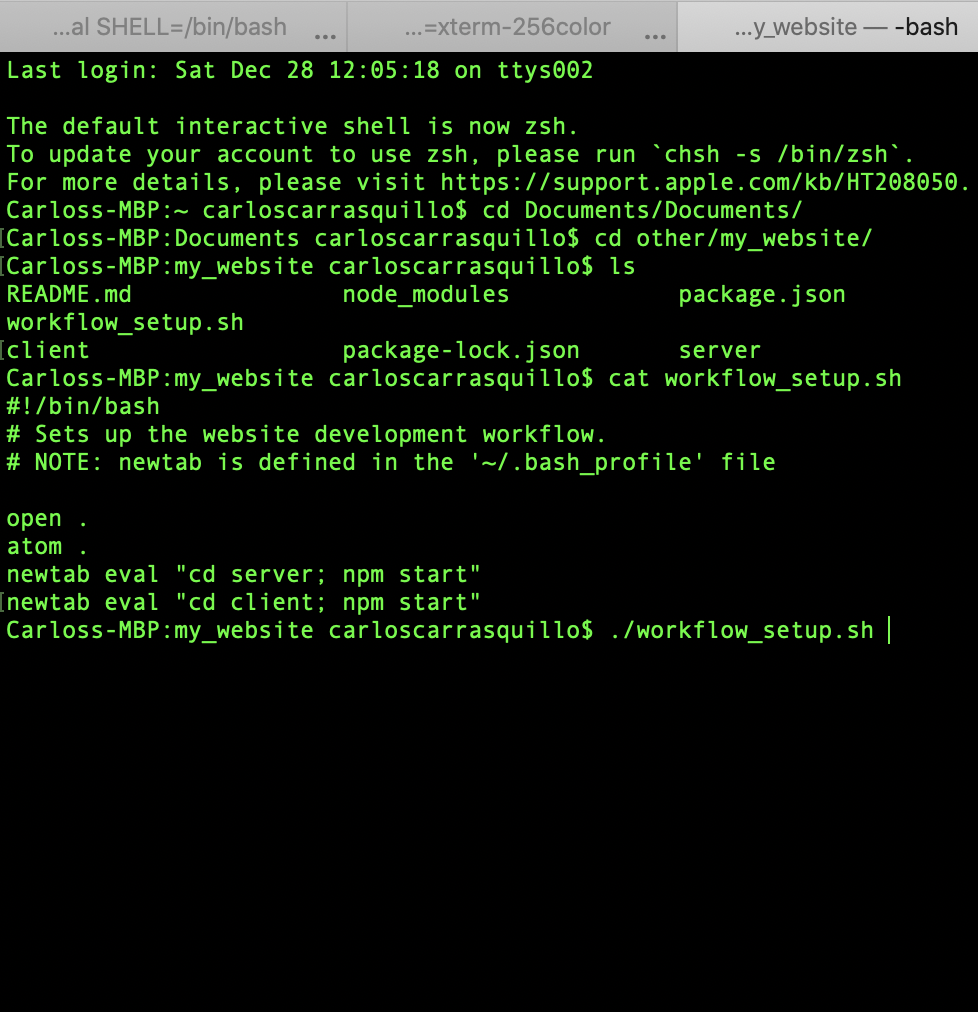 ...al SHELL=/bin/bash ...
...=xterm-256color ...
...y_website — -bash
Last login: Sat Dec 28 12:05:18 on ttys002
The default interactive shell is now zsh.
To update your account to use zsh, please run `chsh -s /bin/zsh`.
For more details, please visit https://support.apple.com/kb/HT208050.
Carloss-MBP:~ carloscarrasquillo$ cd Documents/Documents/
[Carloss-MBP:Documents carloscarrasquillo$ cd other/my_website/
[Carloss-MBP:my_website carloscarrasquillo$ ls
README.md node_modules package.json
workflow_setup.sh
[client package-lock.json server
Carloss-MBP:my_website carloscarrasquillo$ cat workflow_setup.sh
#!/bin/bash
# Sets up the website development workflow.
# NOTE: newtab is defined in the '~/.bash_profile' file
open .
atom .
newtab eval "cd server; npm start"
[newtab eval "cd client; npm start"
Carloss-MBP:my_website carloscarrasquillo$ ./workflow_setup.sh